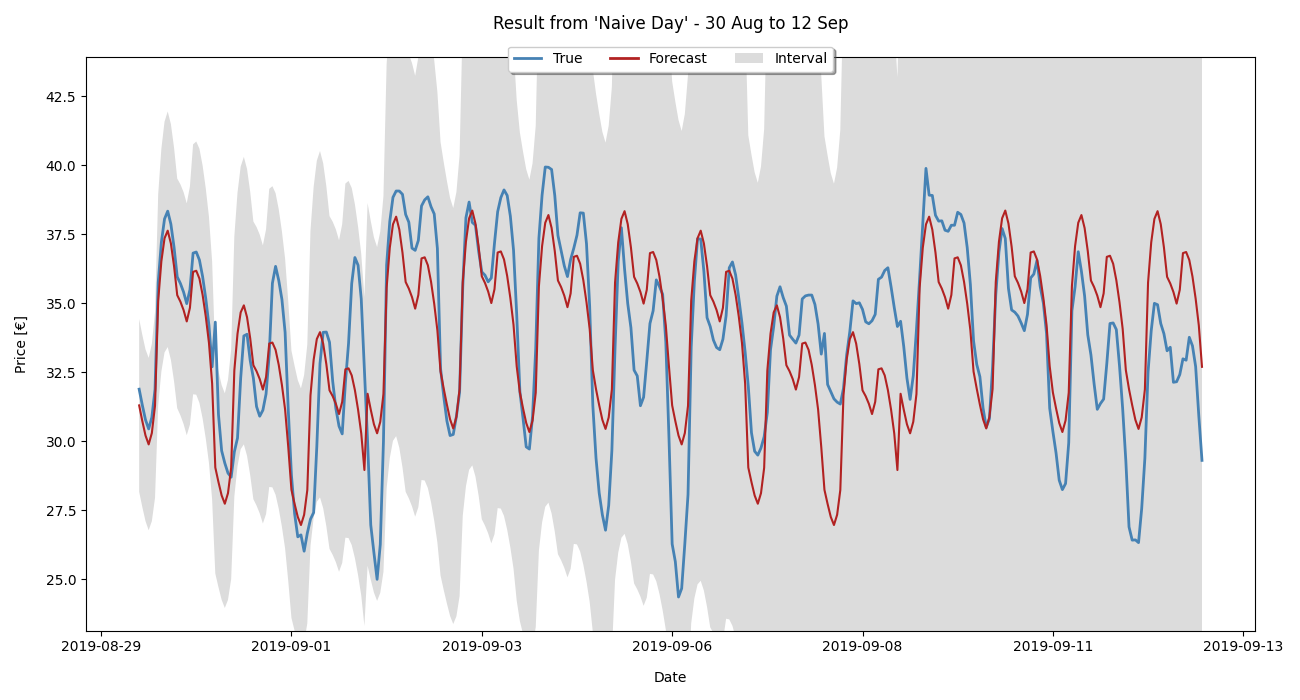 Result from 'Naive Day' - 30 Aug to 12 Sep
True Forecast Interval
Price [€]
42.5
40.0
37.5
35.0
32.5
30.0
27.5
25.0
2019-08-29 2019-09-01 2019-09-03 2019-09-06 2019-09-08 2019-09-11 2019-09-13
Date